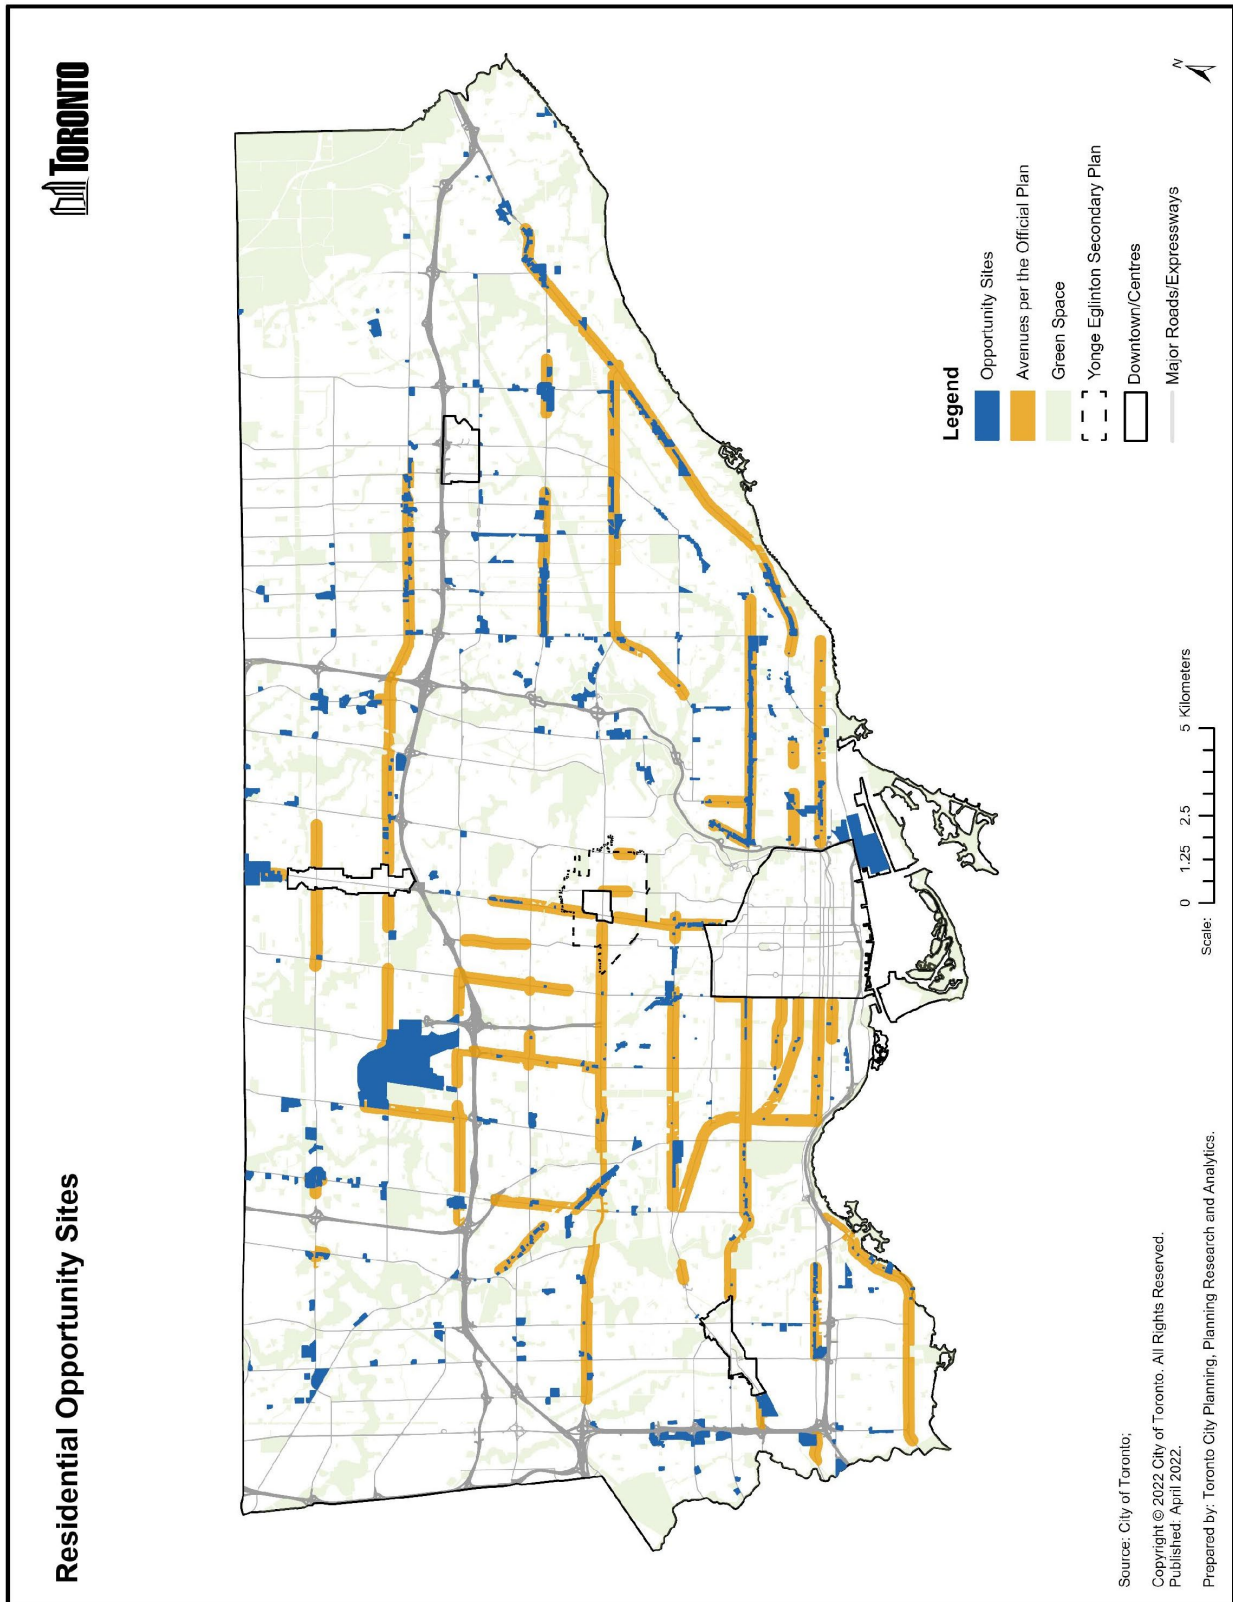 Residential Opportunity Sites
TORONTO
N
Legend
Opportunity Sites
Avenues per the Official Plan
Green Space
Yonge Eglinton Secondary Plan
Downtown/Centres
Major Roads/Expressways
Scale:
0 1.25 2.5 5 Kilometers
Source: City of Toronto;
Copyright © 2022 City of Toronto. All Rights Reserved.
Published: April 2022.
Prepared by: Toronto City Planning, Planning Research and Analytics.